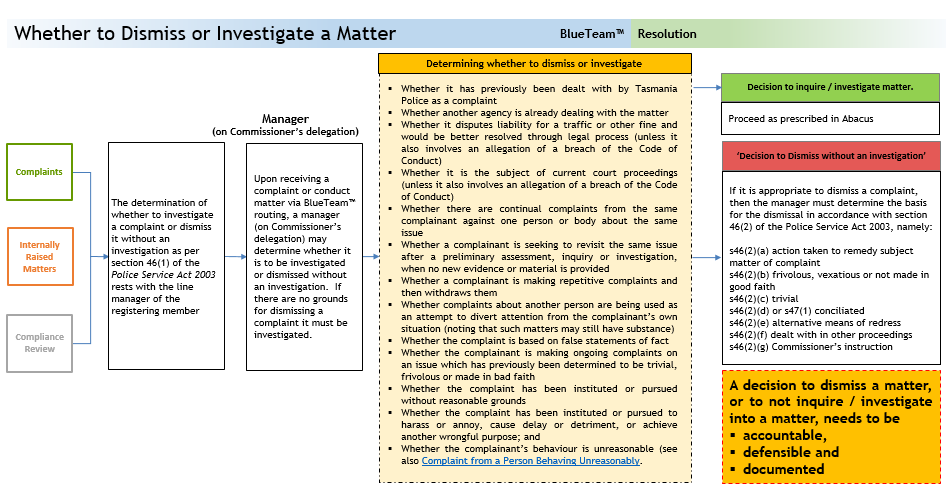 Whether to Dismiss or Investigate a Matter
BlueTeam™
Resolution
Complaints
Internally
Raised
Matters
Compliance
Review
The determination of
whether to investigate
a complaint or dismiss
it without an
investigation as per
section 46(1) of the
Police Service Act 2003
rests with the line
manager of the
registering member
Manager
(on Commissioner's delegation)
Upon receiving a
complaint or conduct
matter via BlueTeam™
routing, a manager
(on Commissioner's
delegation) may
determine whether it
is to be investigated
or dismissed without
an investigation. If
there are no grounds
for dismissing a
complaint it must be
investigated.
Determining whether to dismiss or investigate
▪ Whether it has previously been dealt with by Tasmania
Police as a complaint
▪ Whether another agency is already dealing with the matter
▪ Whether it disputes liability for a traffic or other fine and
would be better resolved through legal process (unless it
also involves an allegation of a breach of the Code of
Conduct)
▪ Whether it is the subject of current court proceedings
(unless it also involves an allegation of a breach of the Code
of Conduct)
▪ Whether there are continual complaints from the same
complainant against one person or body about the same
issue
▪ Whether a complainant is seeking to revisit the same issue
after a preliminary assessment, inquiry or investigation,
when no new evidence or material is provided
▪ Whether a complainant is making repetitive complaints and
then withdraws them
▪ Whether complaints about another person are being used as
an attempt to divert attention from the complainant's own
situation (noting that such matters may still have substance)
▪ Whether the complaint is based on false statements of fact
▪ Whether the complainant is making ongoing complaints on
an issue which has previously been determined to be trivial,
frivolous or made in bad faith
▪ Whether the complaint has been instituted or pursued
without reasonable grounds
▪ Whether the complaint has been instituted or pursued to
harass or annoy, cause delay or detriment, or achieve
another wrongful purpose; and
▪ Whether the complainant's behaviour is unreasonable (see
also Complaint from a Person Behaving Unreasonably.
Decision to inquire / investigate matter.
Proceed as prescribed in Abacus
'Decision to Dismiss without an investigation'
If it is appropriate to dismiss a complaint,
then the manager must determine the basis
for the dismissal in accordance with section
46(2) of the Police Service Act 2003, namely:
s46(2)(a) action taken to remedy subject
matter of complaint
s46(2)(b) frivolous, vexatious or not made in
good faith
s46(2)(c) trivial
s46(2)(d) or s47(1) conciliated
s46(2)(e) alternative means of redress
s46(2)(f) dealt in other proceedings
s46(2)(g) Commissioner's instruction
A decision to dismiss a matter,
or to not inquire / investigate
into a matter, needs to be
▪ accountable,
▪ defensible and
▪ documented